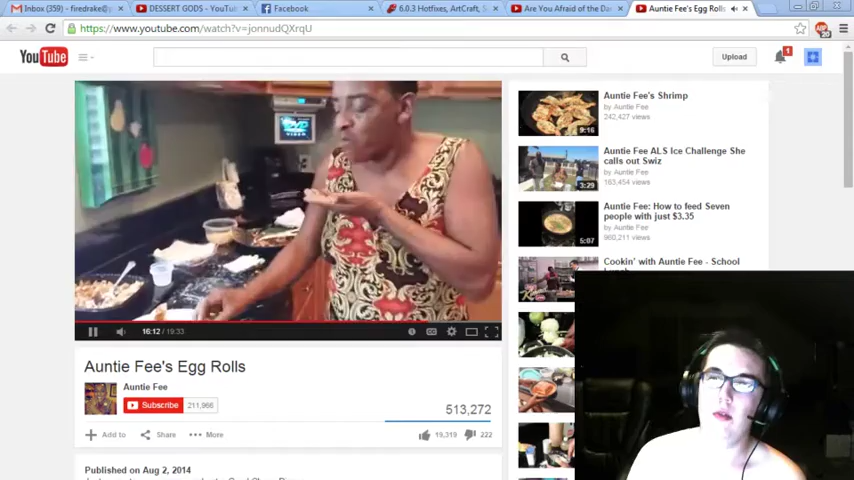 Inbox (359) - firedrake@g
DESSERT GODS - YouTub
Facebook
6.0.3 Hotfixes, ArtCraft, S
Are You Afraid of the Da
Auntie Fee's Egg Rolls
https://www.youtube.com/watch?v=jonnudQXrqU
20
YouTube
Upload
1
DVD
VIDEO
16:12 / 19:33
Auntie Fee's Egg Rolls
Auntie Fee
Subscribe 211,966
513,272
Add to Share More
19,319 222
Published on Aug 2, 2014
Auntie Fee's Shrimp
by Auntie Fee
242,427 views
9:16
Auntie Fee ALS Ice Challenge She
calls out Swiz
by Auntie Fee
163,454 views
3:29
Auntie Fee: How to feed Seven
people with just $3.35
by Auntie Fee
960,211 views
5:07
Cookin' with Auntie Fee - School
Lunch